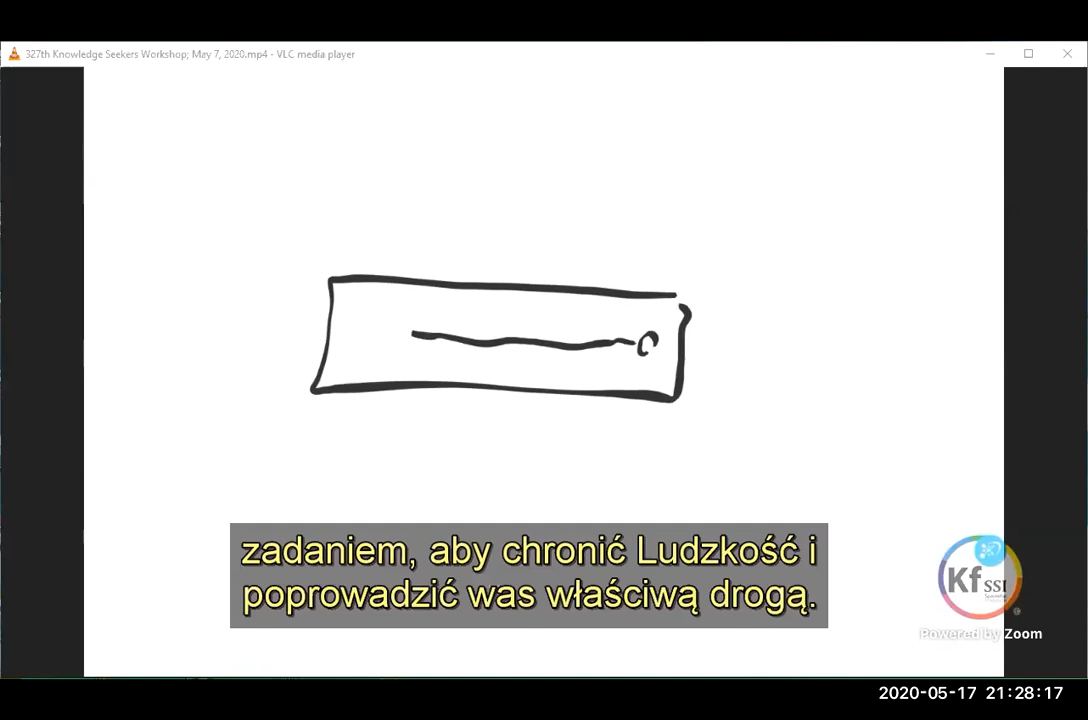 327th Knowledge Seekers Workshop; May 7, 2020.mp4 - VLC media player
zadaniem, aby chronić Ludzkość i
poprowadzić was właściwą drogą.
Kf SSI
Powered by Zoom
2020-05-17 21:28:17